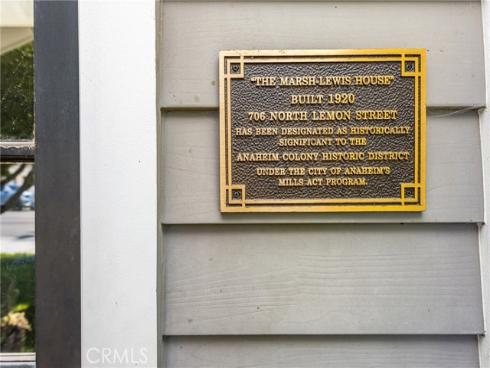 "THE MARSH-LEWIS HOUSE"
BUILT 1920
706 NORTH LEMON STREET
HAS BEEN DESIGNATED AS HISTORICALLY
SIGNIFICANT TO THE
ANAHEIM COLONY HISTORIC DISTRICT
UNDER THE CITY OF ANAHEIM'S
MILLS ACT PROGRAM.
CRMLS